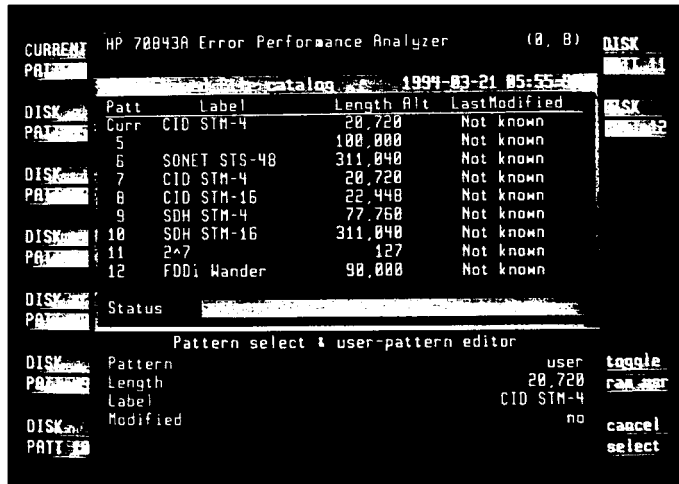 HP 70843A Error Performance Analyzer (0, B)
catalog 1994-03-21
Patt Label Length Alt LastModified
Curr CID STM-4 20,720 Not known
5 100,000 Not known
6 SONET STS-48 311,040 Not known
7 CID STM-4 20,720 Not known
8 CID STM-16 22,448 Not known
9 SDH STM-4 77,760 Not known
10 SDH STM-16 311,040 Not known
11 2^7 127 Not known
12 FDDi Wander 90,000 Not known
Status
Pattern select & user-pattern editor
Pattern user
Length 20,720
Label CID STM-4
Modified no
CURRENT
DISK
DISK
DISK
DISK
DISK
DISK
PATT
DISK
DISK
toggle
cancel
select